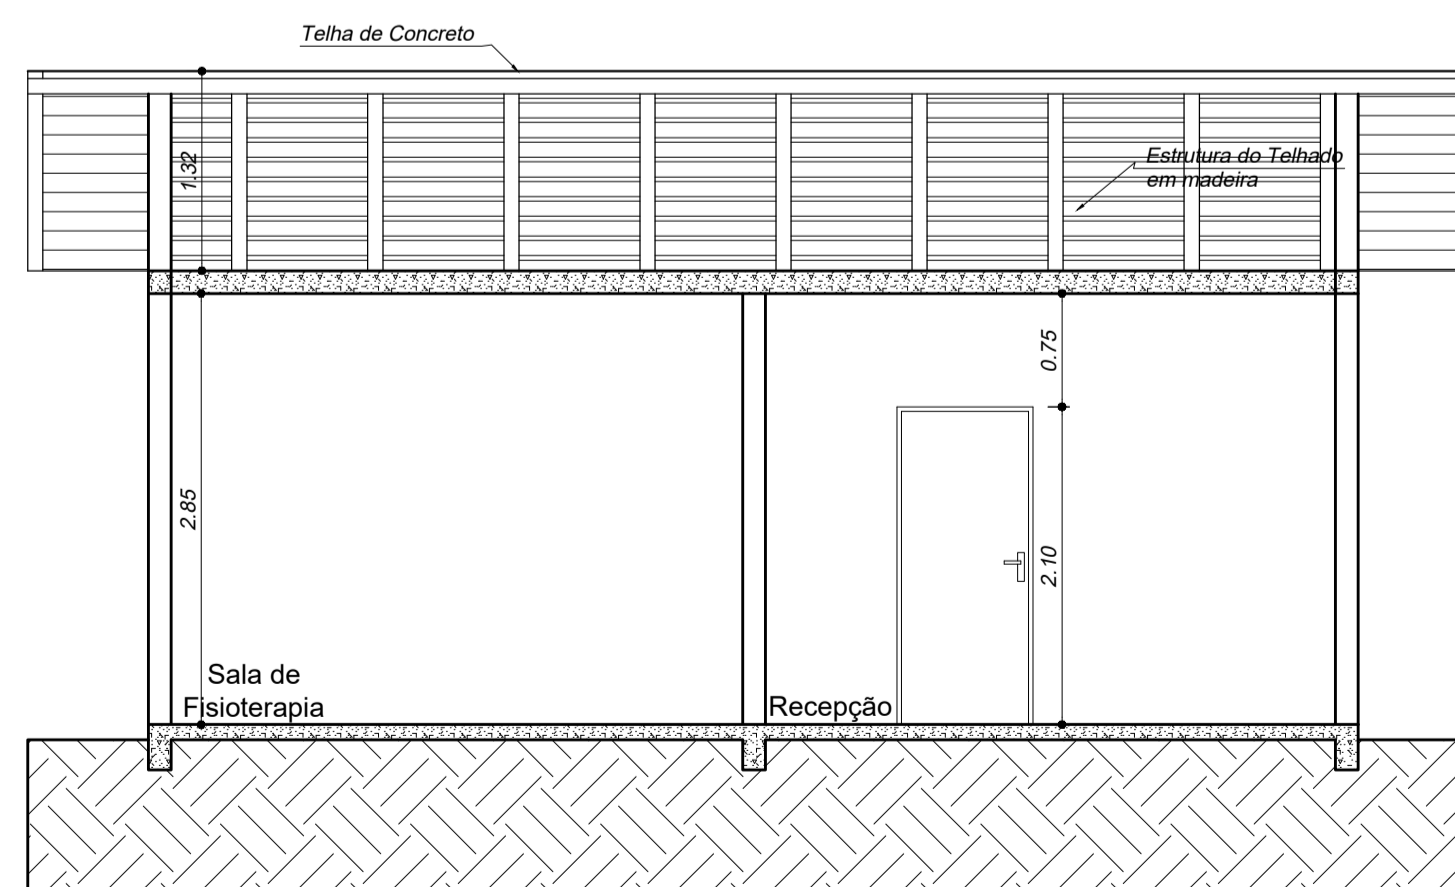 Telha de Concreto
1.32
Estrutura do Telhado
em madeira
0.75
2.85
2.10
Sala de
Fisioterapia
Recepção